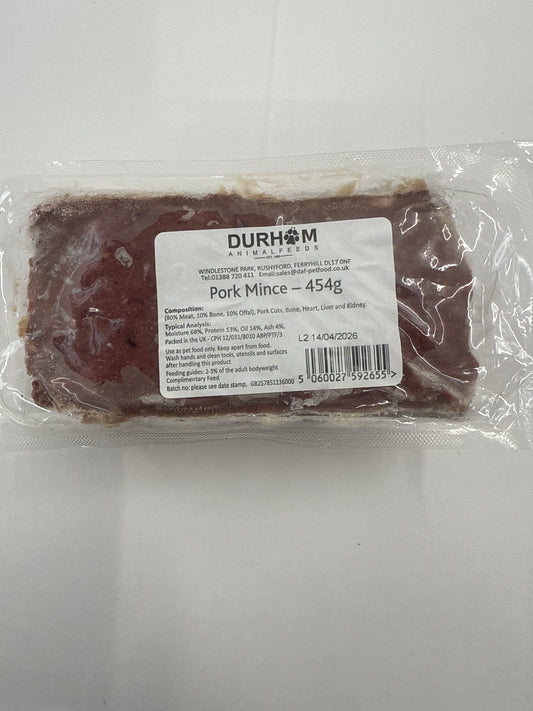 DURHAM
ANIMALFEEDS
WINDLESTONE PARK, RUSHYFORD, FERRYHILL DL17 0NF
Tel:01388 720 411 Email:sales@daf-petfood.co.uk
Pork Mince – 454g
Composition:
(80% Meat, 10% Bone, 10% Offal), Pork Cuts, Bone, Heart, Liver and Kidney.
Typical Analysis:
Moisture 68%, Protein 13%, Oil 14%, Ash 4%.
Packed in the UK - CPH 12/031/8010 ABP/PTF/3
L2 14/04/2026
Use as pet food only. Keep apart from food.
Wash hands and clean tools, utensils and surfaces
after handling this product.
Feeding guides: 2-3% of the adult bodyweight
Complimentary Feed
Batch no: please see date stamp. GB257851136000
5 060027 592655 >